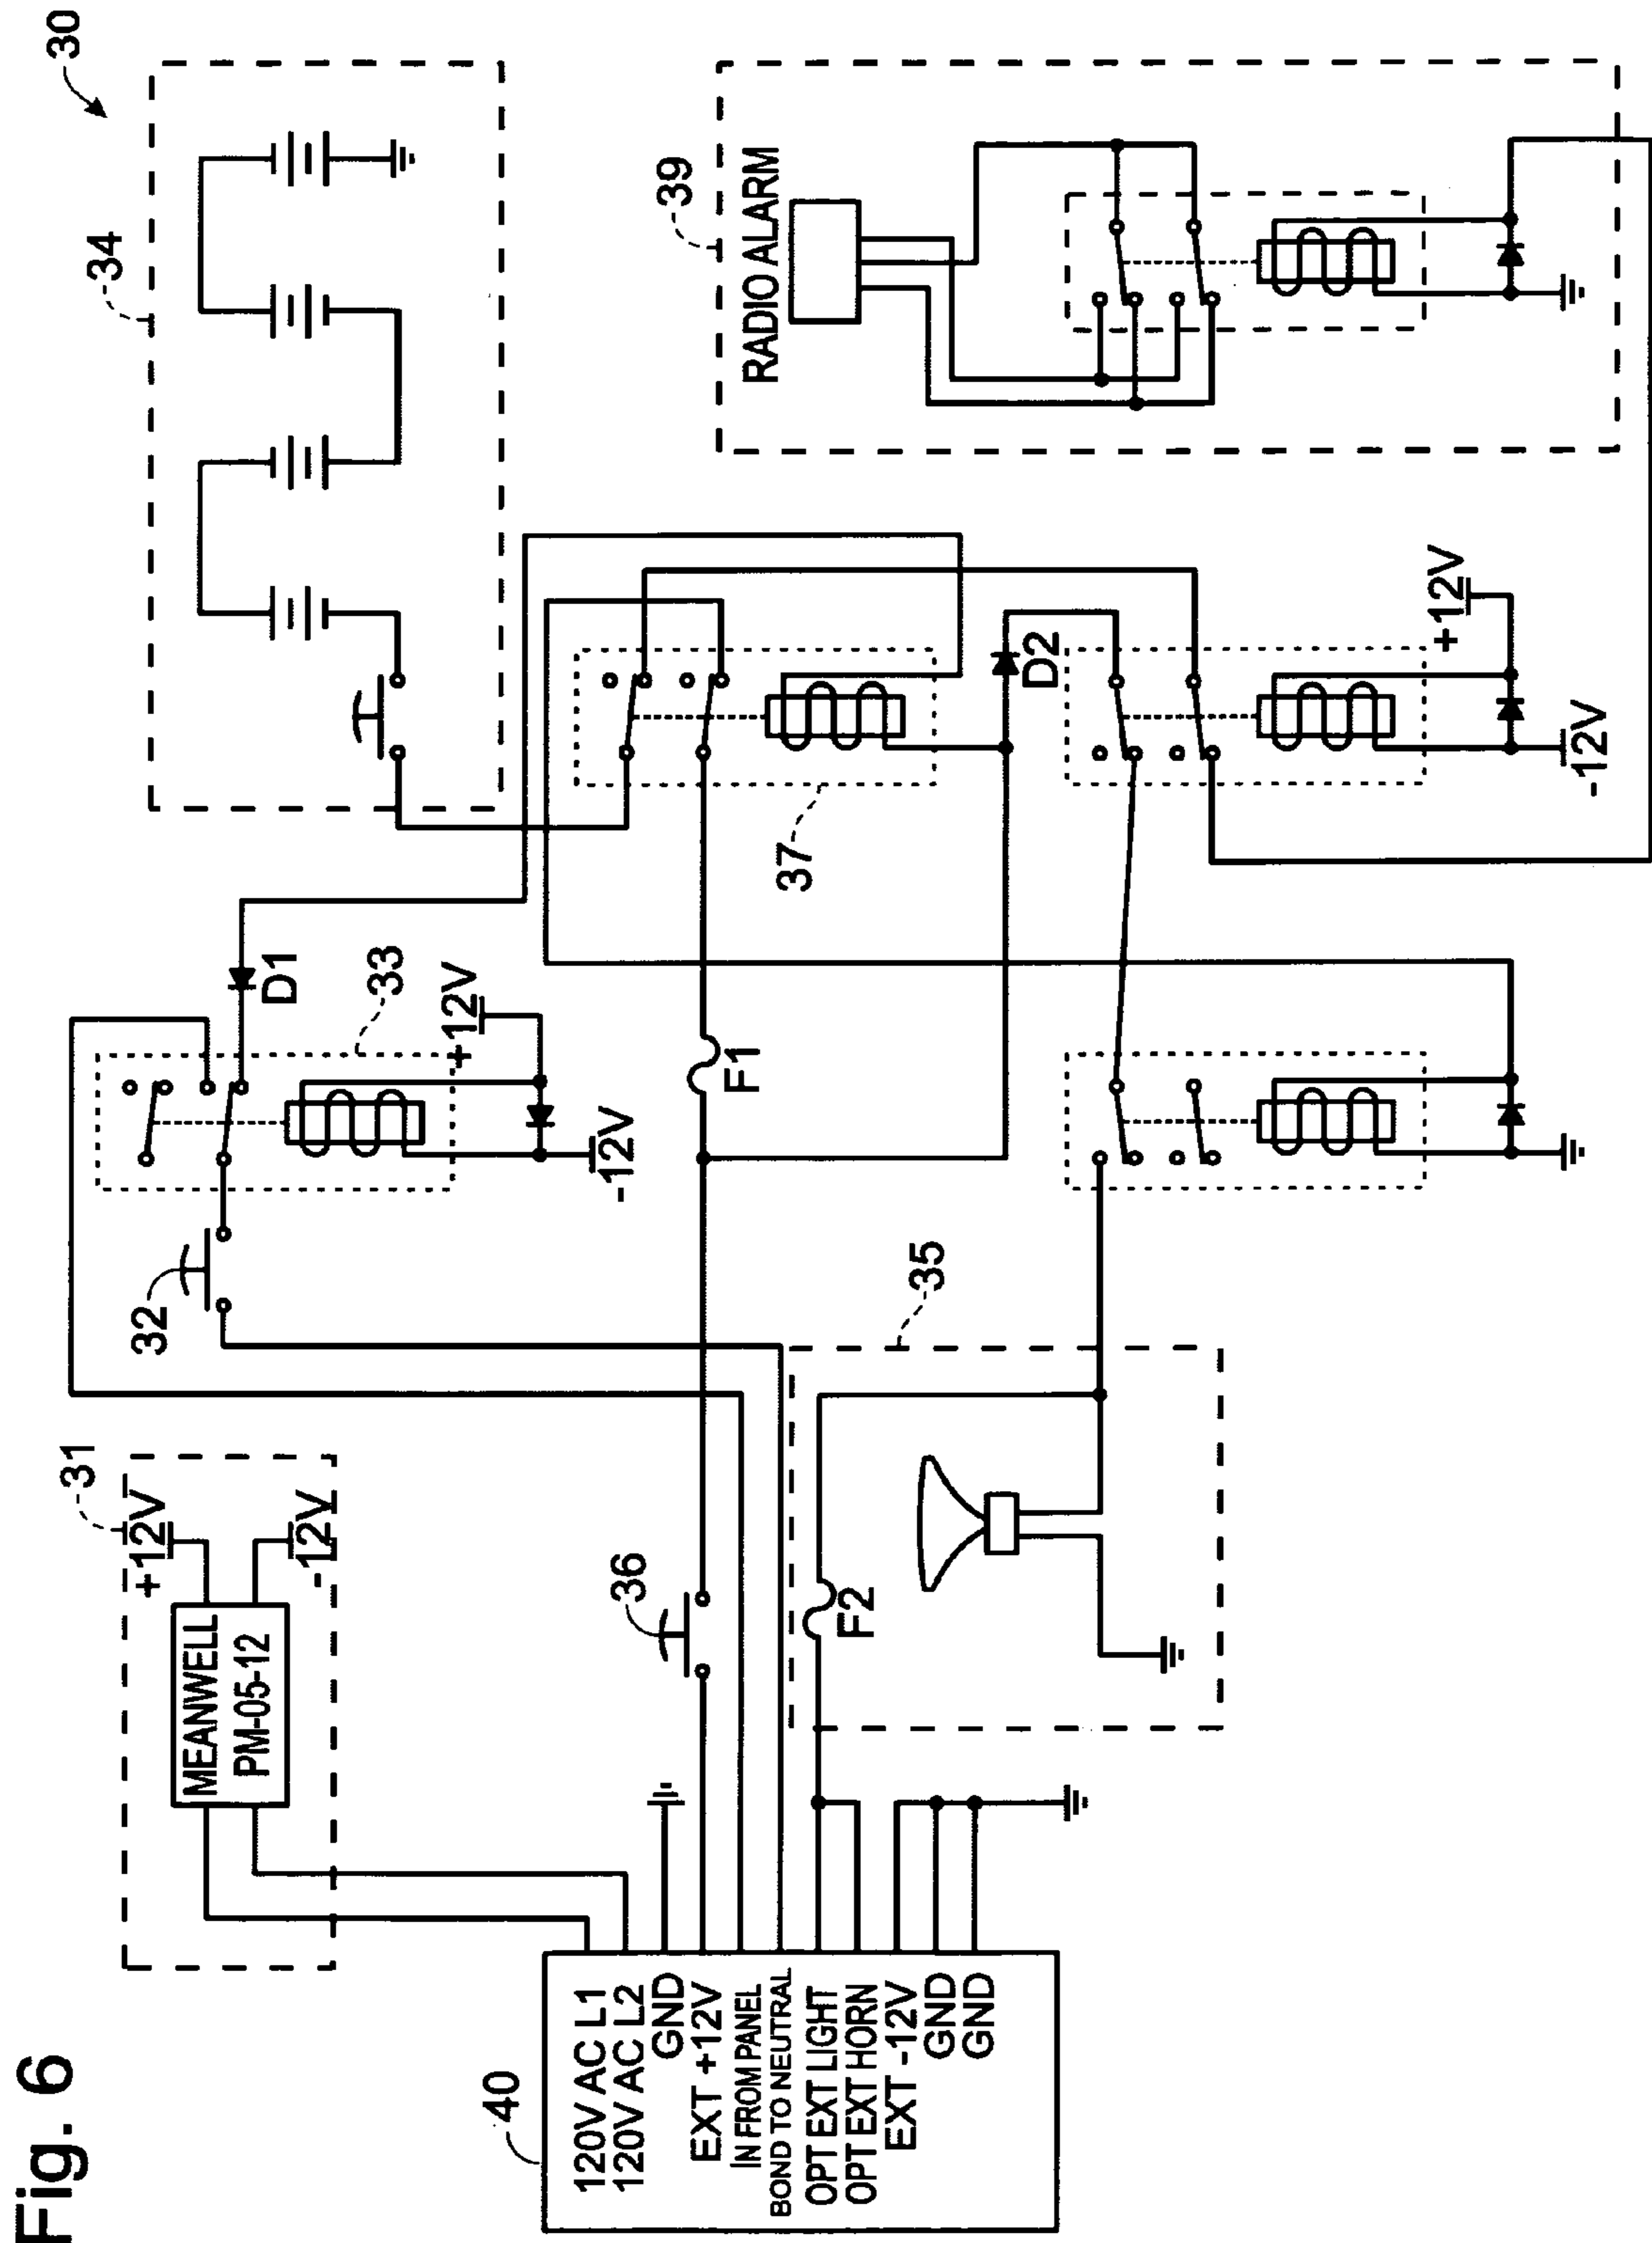 Fig. 6
30
34
31
+12V
-12V
MEANWELL
PM-05-12
32
33
D1
+12V
-12V
39
RADIO ALARM
36
F1
37
D2
+12V
-12V
35
F2
40
120V AC L1
120V AC L2
GND
EXT +12V
IN FROM PANEL
BOND TO NEUTRAL
OPT EXT LIGHT
OPT EXT HORN
EXT -12V
GND
GND